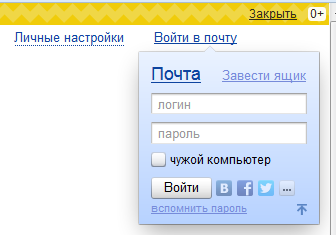 Закрыть 0+
Личные настройки Войти в почту
Почта Завести ящик
логин
пароль
чужой компьютер
Войти
вспомнить пароль